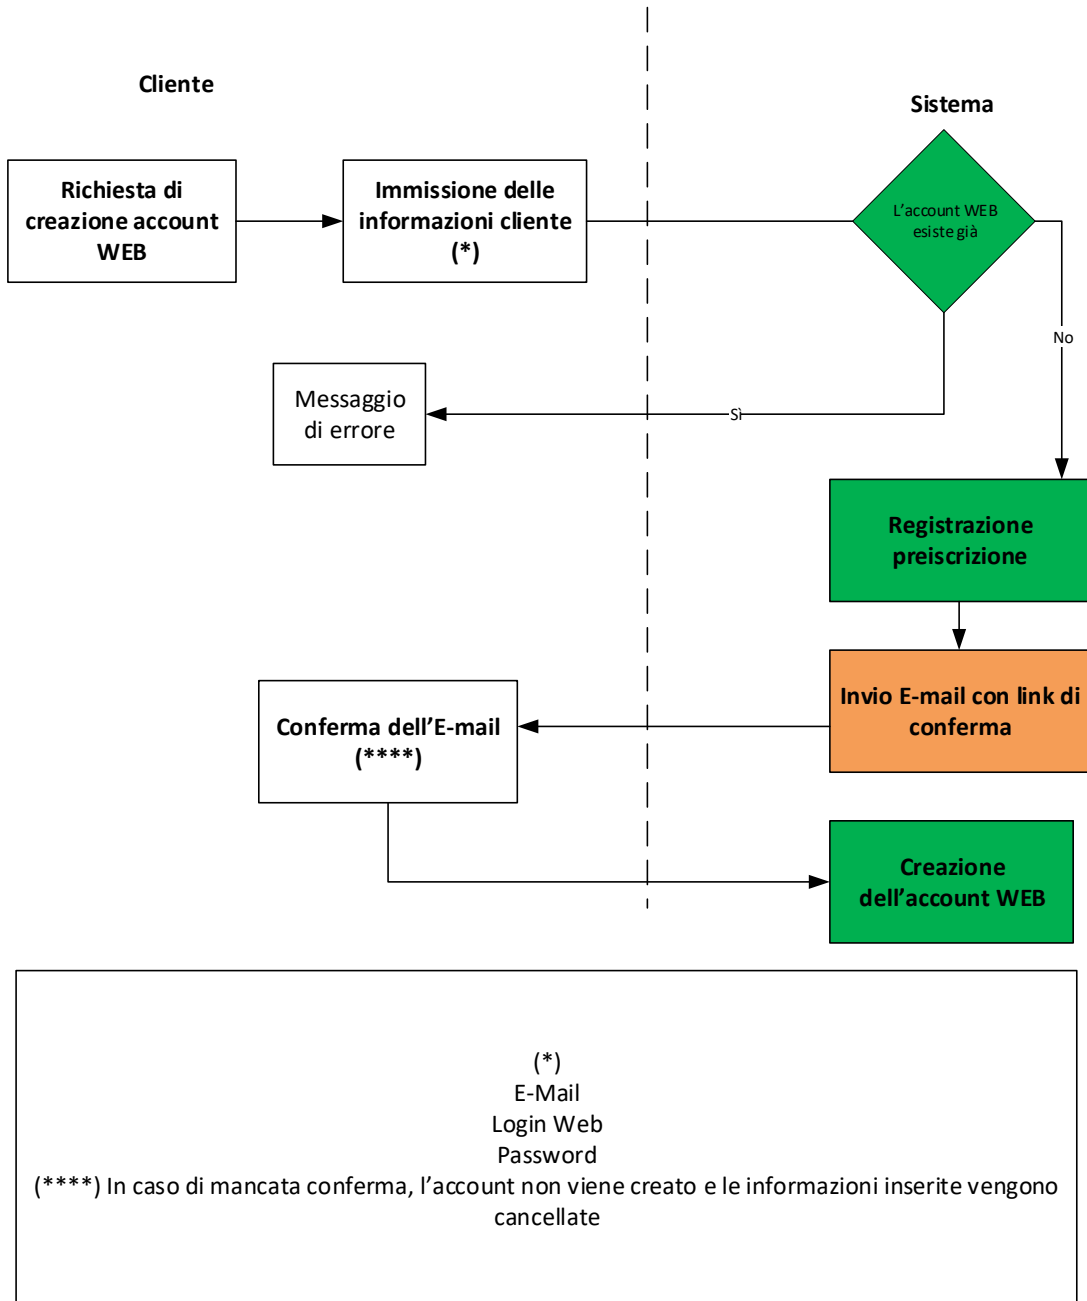 Cliente
Sistema
Richiesta di
creazione account
WEB
Immissione delle
informazioni cliente
(*)
L’account WEB
esiste già
No
Messaggio
di errore
Sì
Registrazione
preiscrizione
Invio E-mail con link di
conferma
Conferma dell’E-mail
(****)
Creazione
dell’account WEB
(*)
E-Mail
Login Web
Password
(****) In caso di mancata conferma, l’account non viene creato e le informazioni inserite vengono
cancellate